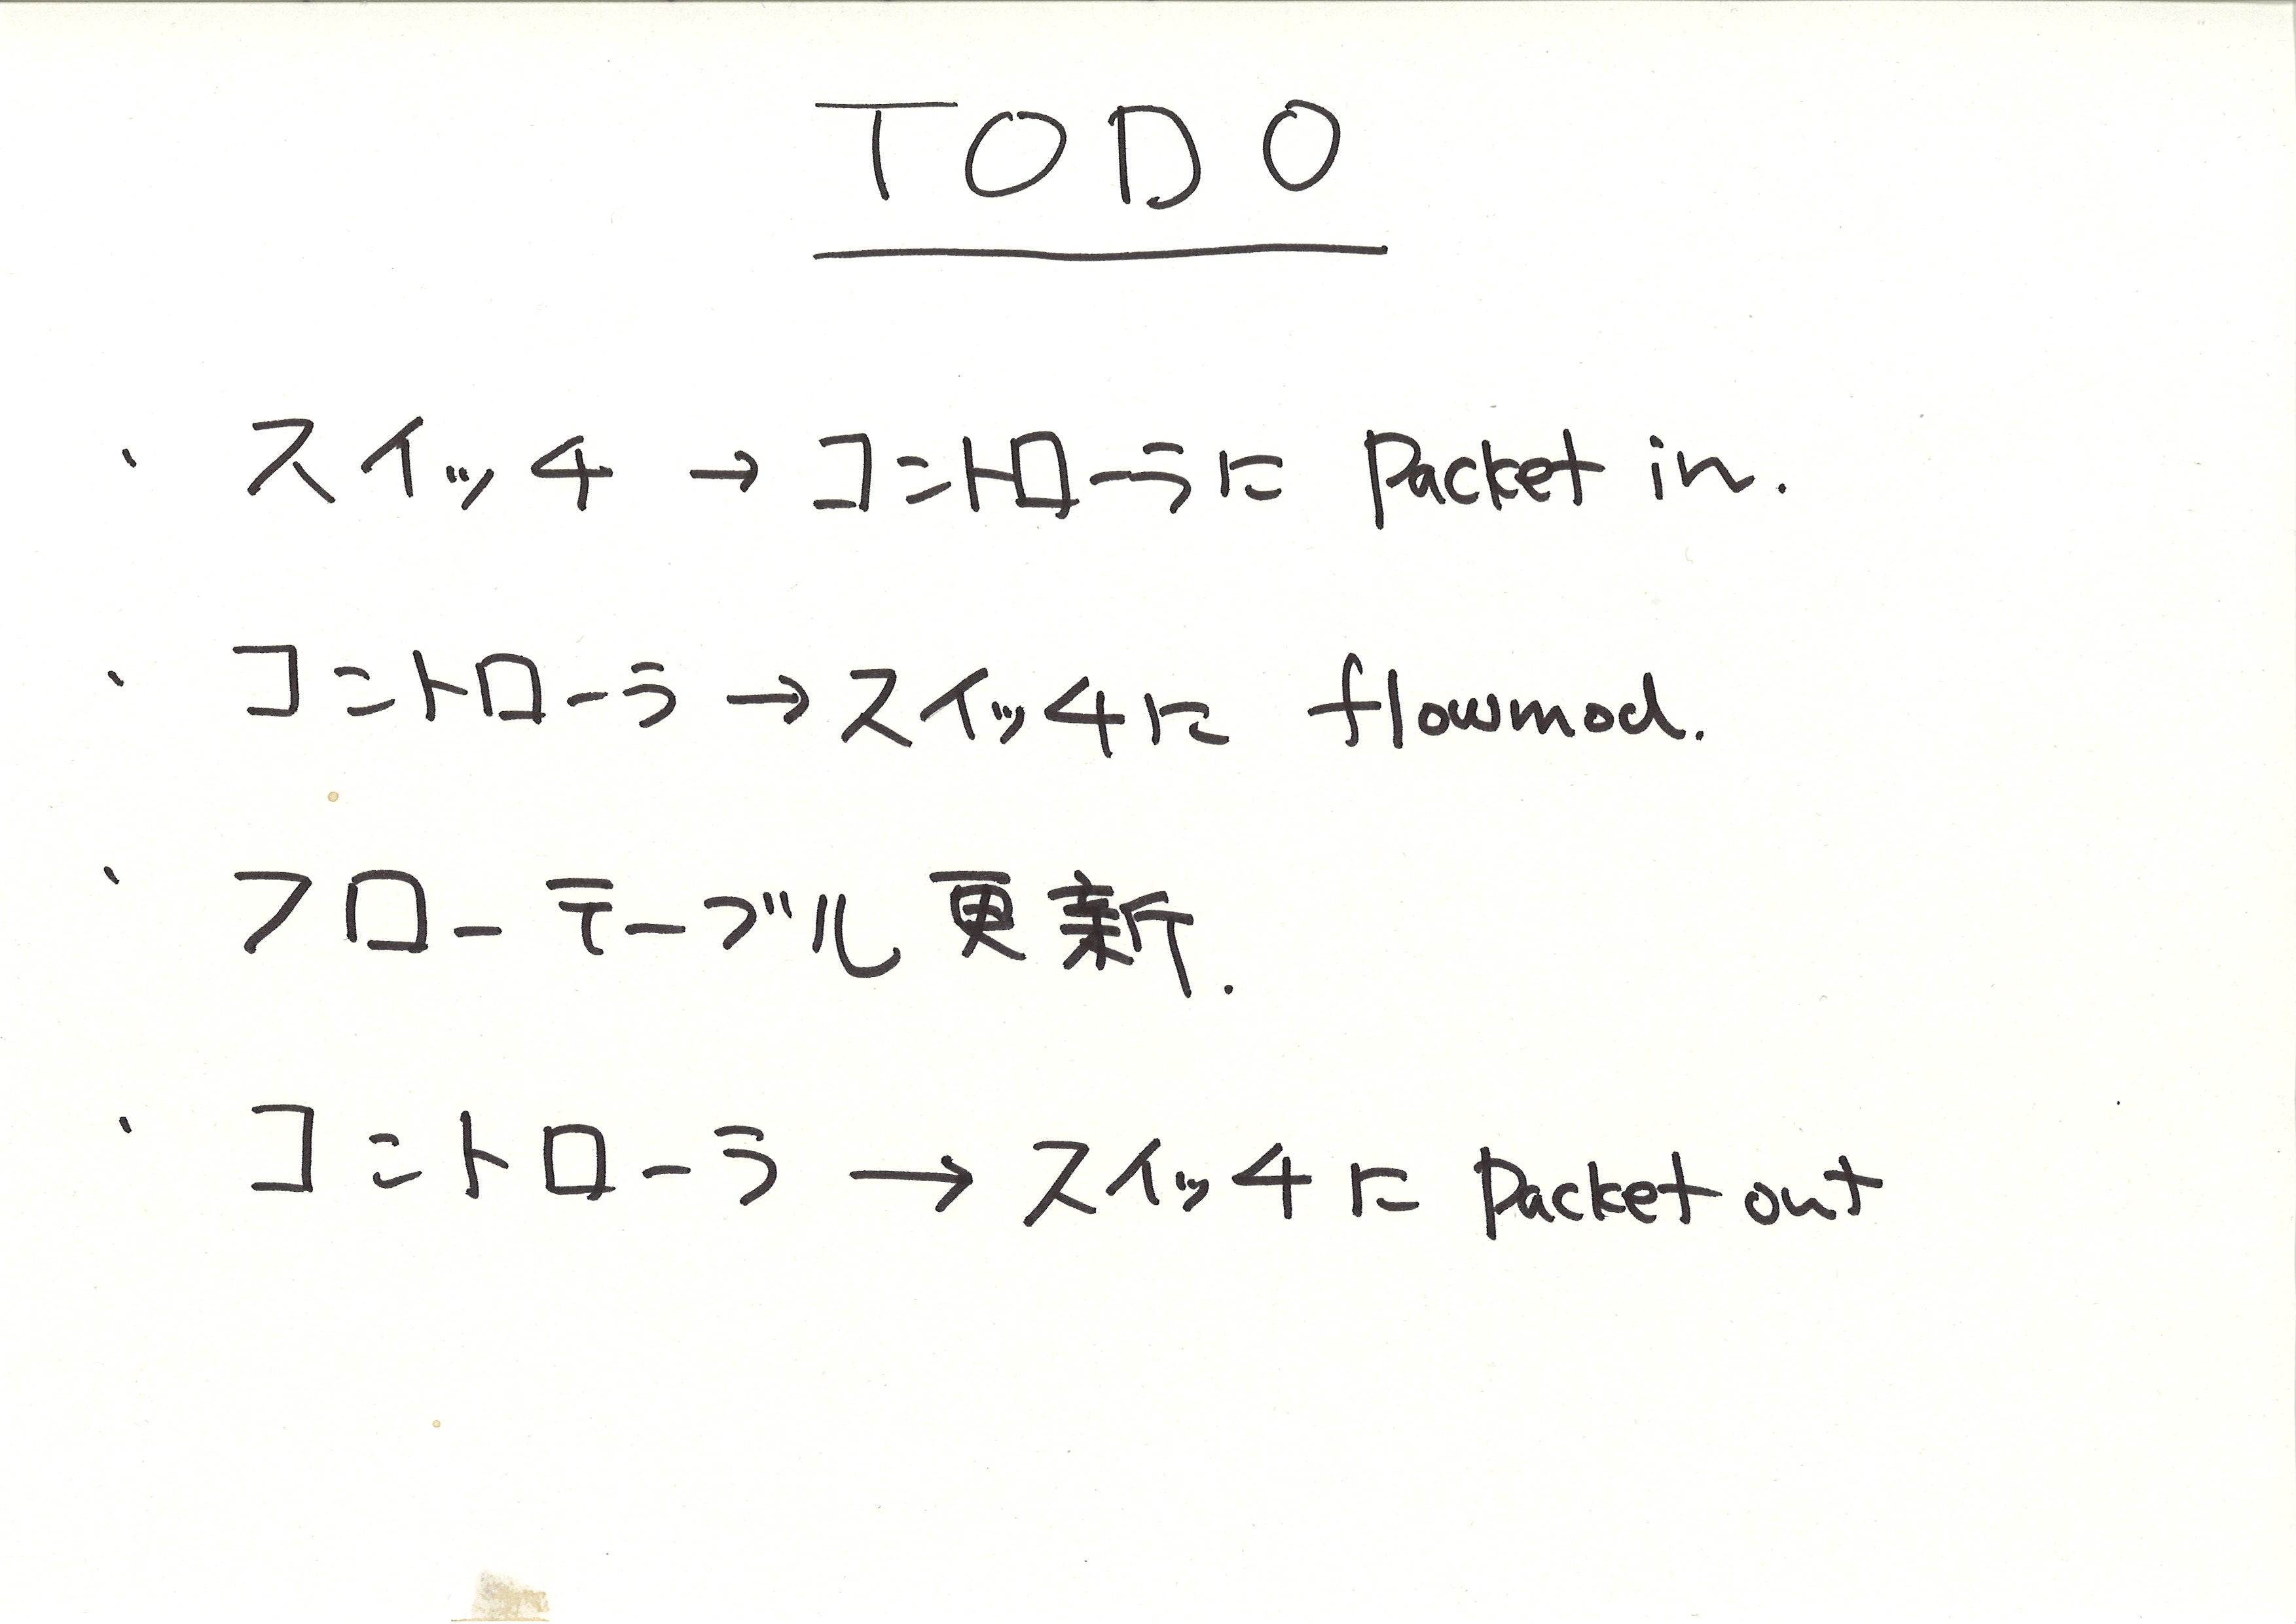 TODO
・ スイッチ → コントローラに Packet in.
・ コントローラ → スイッチに flowmod.
・ フローテーブル更新.
・ コントローラ → スイッチに Packet out